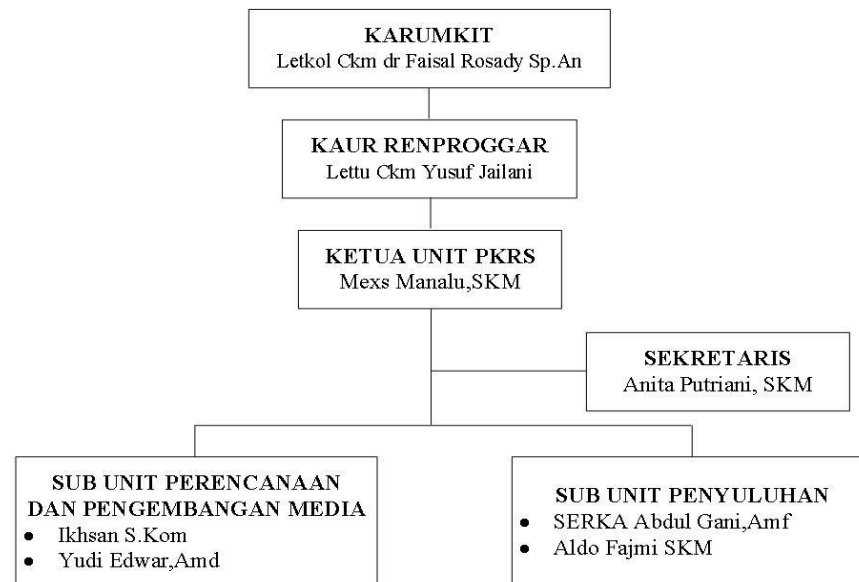 KARUMKIT
Letkol Ckm dr Faisal Rosady Sp.An
KAUR RENPROGGAR
Lettu Ckm Yusuf Jailani
KETUA UNIT PKRS
Mexs Manalu,SKM
SEKRETARIS
Anita Putriani, SKM
SUB UNIT PERENCANAAN
DAN PENGEMBANGAN MEDIA
● Ikhsan S.Kom
● Yudi Edwar,Amd
SUB UNIT PENYULUHAN
● SERKA Abdul Gani,Amf
● Aldo Fajmi SKM